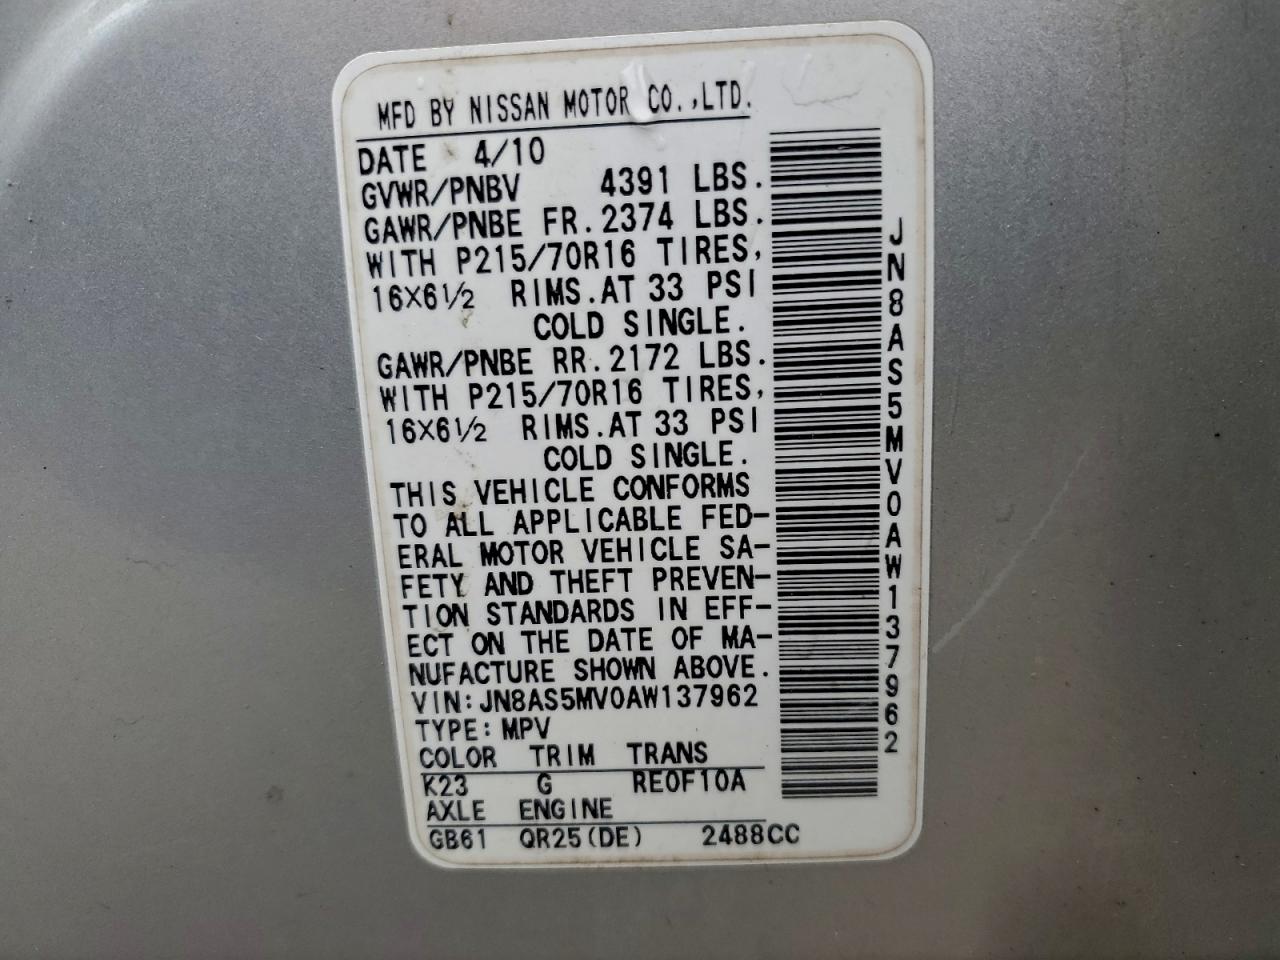 MFD BY NISSAN MOTOR CO.,LTD.
DATE 4/10
GVWR/PNBV 4391 LBS.
GAWR/PNBE FR. 2374 LBS.
WITH P215/70R16 TIRES,
16×6½ RIMS. AT 33 PSI
COLD SINGLE.
GAWR/PNBE RR. 2172 LBS.
WITH P215/70R16 TIRES,
16×6½ RIMS. AT 33 PSI
COLD SINGLE.
THIS VEHICLE CONFORMS
TO ALL APPLICABLE FED-
ERAL MOTOR VEHICLE SA-
FETY AND THEFT PREVEN-
TION STANDARDS IN EFF-
ECT ON THE DATE OF MA-
NUFACTURE SHOWN ABOVE.
VIN: JN8AS5MV0AW137962
TYPE: MPV
COLOR TRIM TRANS
K23 G RE0F10A
AXLE ENGINE
GB61 QR25(DE) 2488CC
JN8AS5MV0AW137962